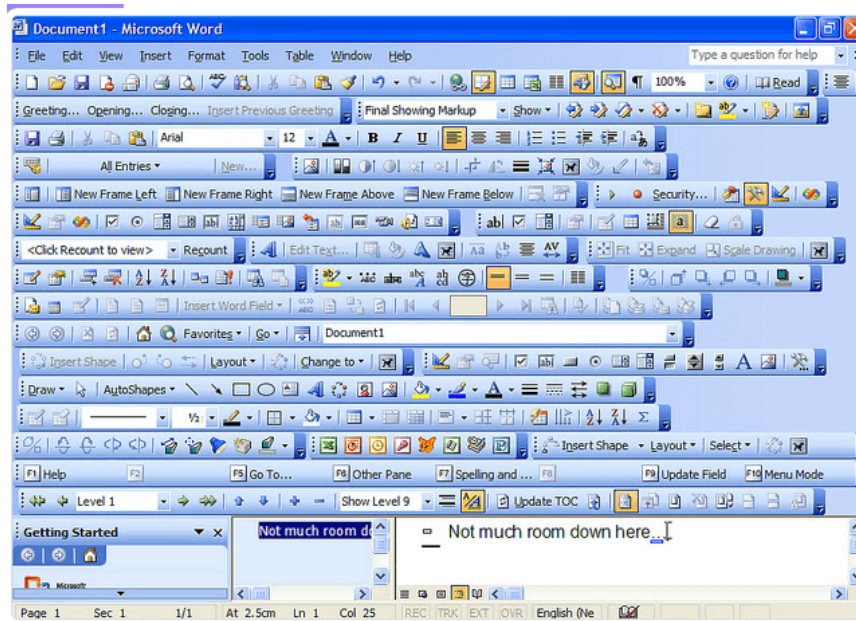 Document1 - Microsoft Word
File Edit View Insert Format Tools Table Window Help Type a question for help
100% Read
Greeting... Opening... Closing... Insert Previous Greeting Final Showing Markup Show
Arial 12 A B I U
All Entries New...
New Frame Left New Frame Right New Frame Above New Frame Below Security...
ab|
<Click Recount to view> Recount Edit Text... Aa AV Fit Expand Scale Drawing
Insert Word Field
Favorites Go Document1
Insert Shape Layout Change to A
Draw AutoShapes A
½
Insert Shape Layout Select
F1 Help F2 F5 Go To... F6 Other Pane F7 Spelling and ... F8 F9 Update Field F10 Menu Mode
Level 1 Show Level 9 Update TOC
Getting Started Not much room d Not much room down here...
Microsoft
Page 1 Sec 1 1/1 At 2.5cm Ln 1 Col 25 REC TRK EXT OVR English (Ne